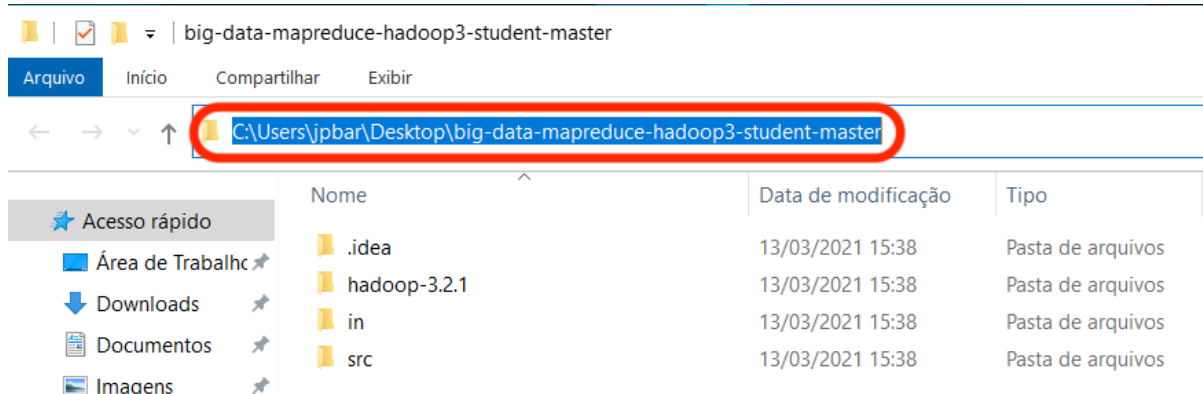 big-data-mapreduce-hadoop3-student-master
Arquivo Início Compartilhar Exibir
C:\Users\jpbar\Desktop\big-data-mapreduce-hadoop3-student-master
Nome Data de modificação Tipo
Acesso rápido
Área de Trabalhc
Downloads
Documentos
Imagens
.idea 13/03/2021 15:38 Pasta de arquivos
hadoop-3.2.1 13/03/2021 15:38 Pasta de arquivos
in 13/03/2021 15:38 Pasta de arquivos
src 13/03/2021 15:38 Pasta de arquivos